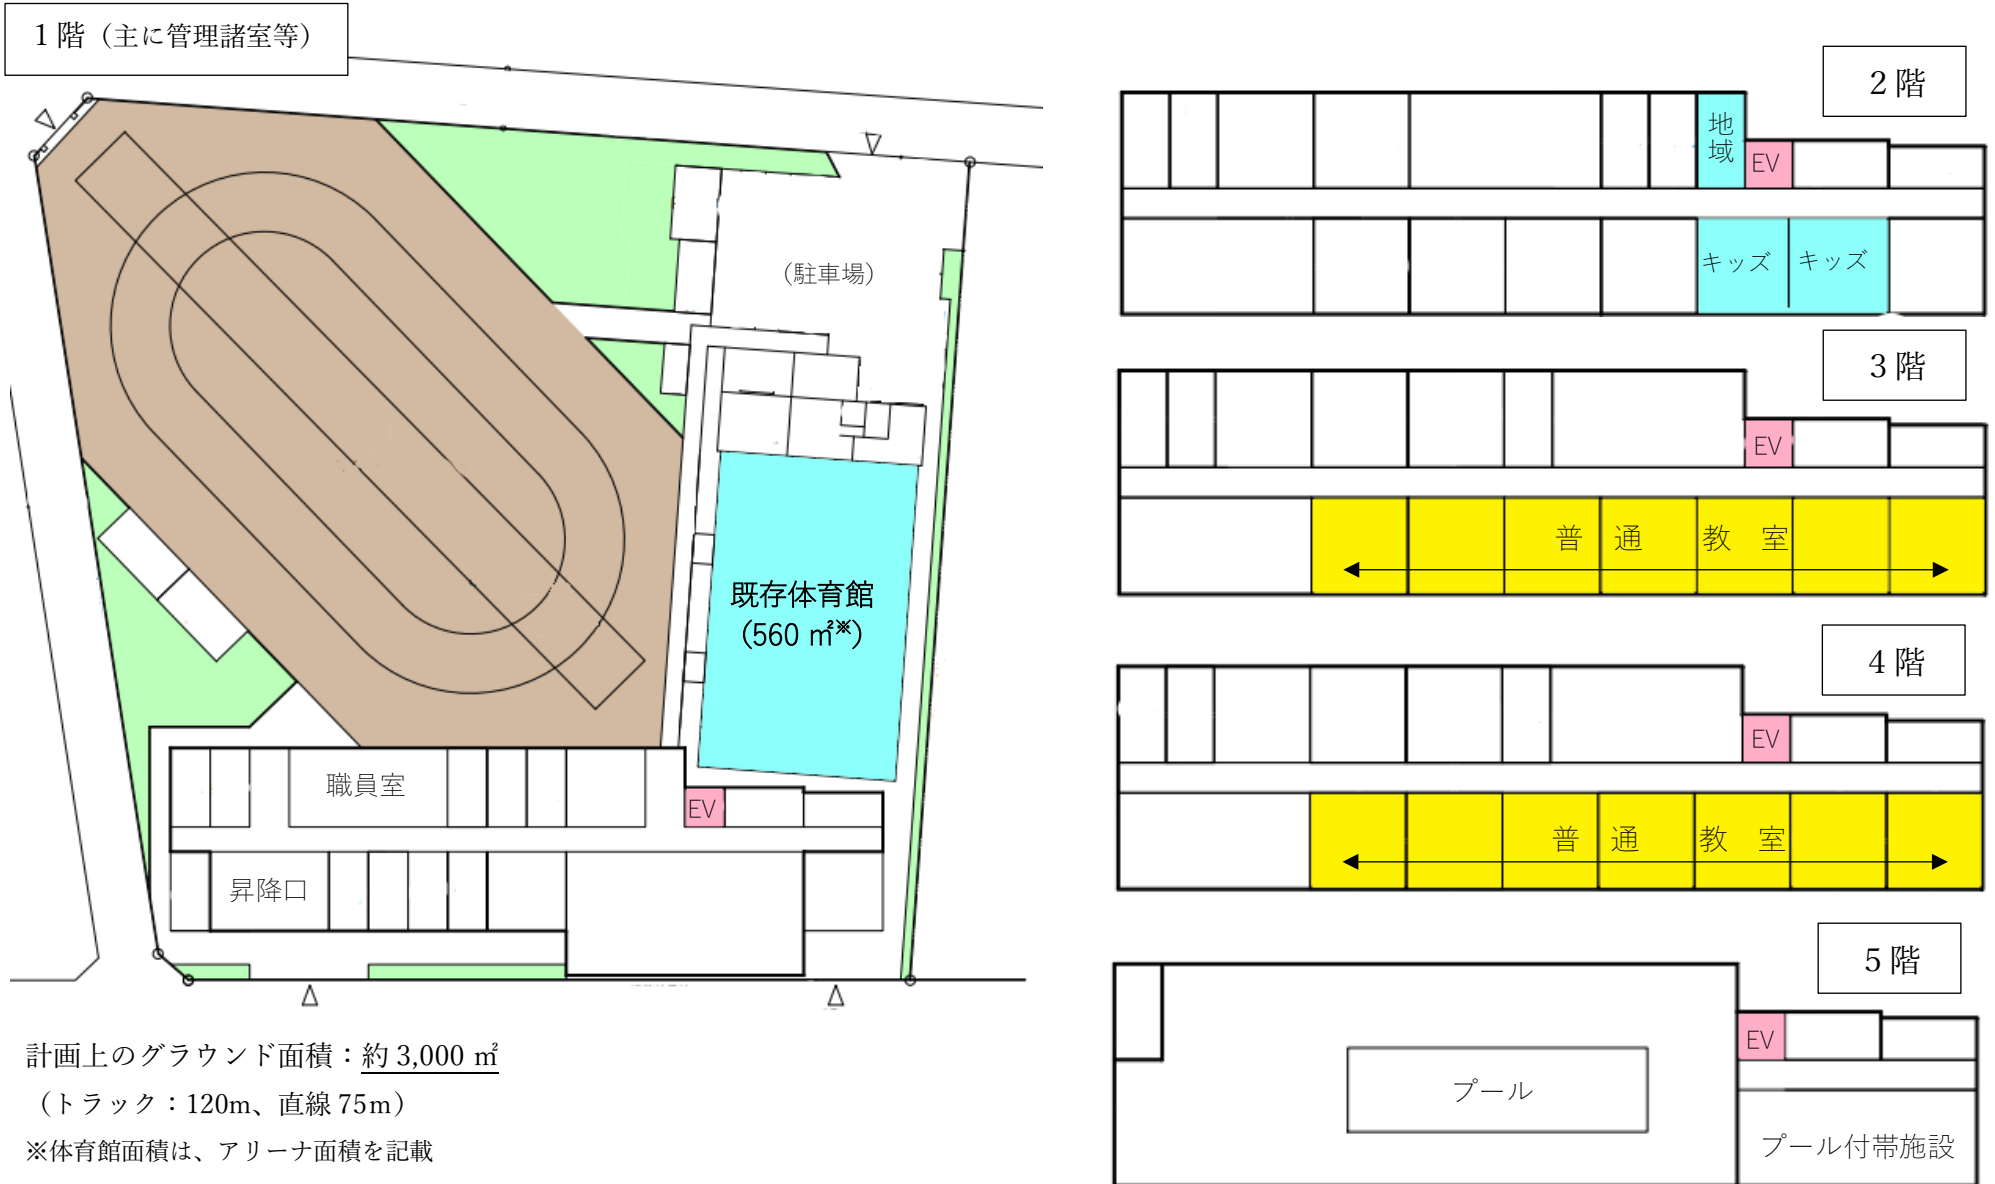 １階（主に管理諸室等）
（駐車場）
既存体育館
（560 ㎡※）
職員室
EV
昇降口
計画上のグラウンド面積：約 3,000 ㎡
（トラック：120m、直線 75m）
※体育館面積は、アリーナ面積を記載
２階
地域
EV
キッズ
キッズ
３階
EV
普通教室
４階
EV
普通教室
５階
EV
プール
プール付帯施設